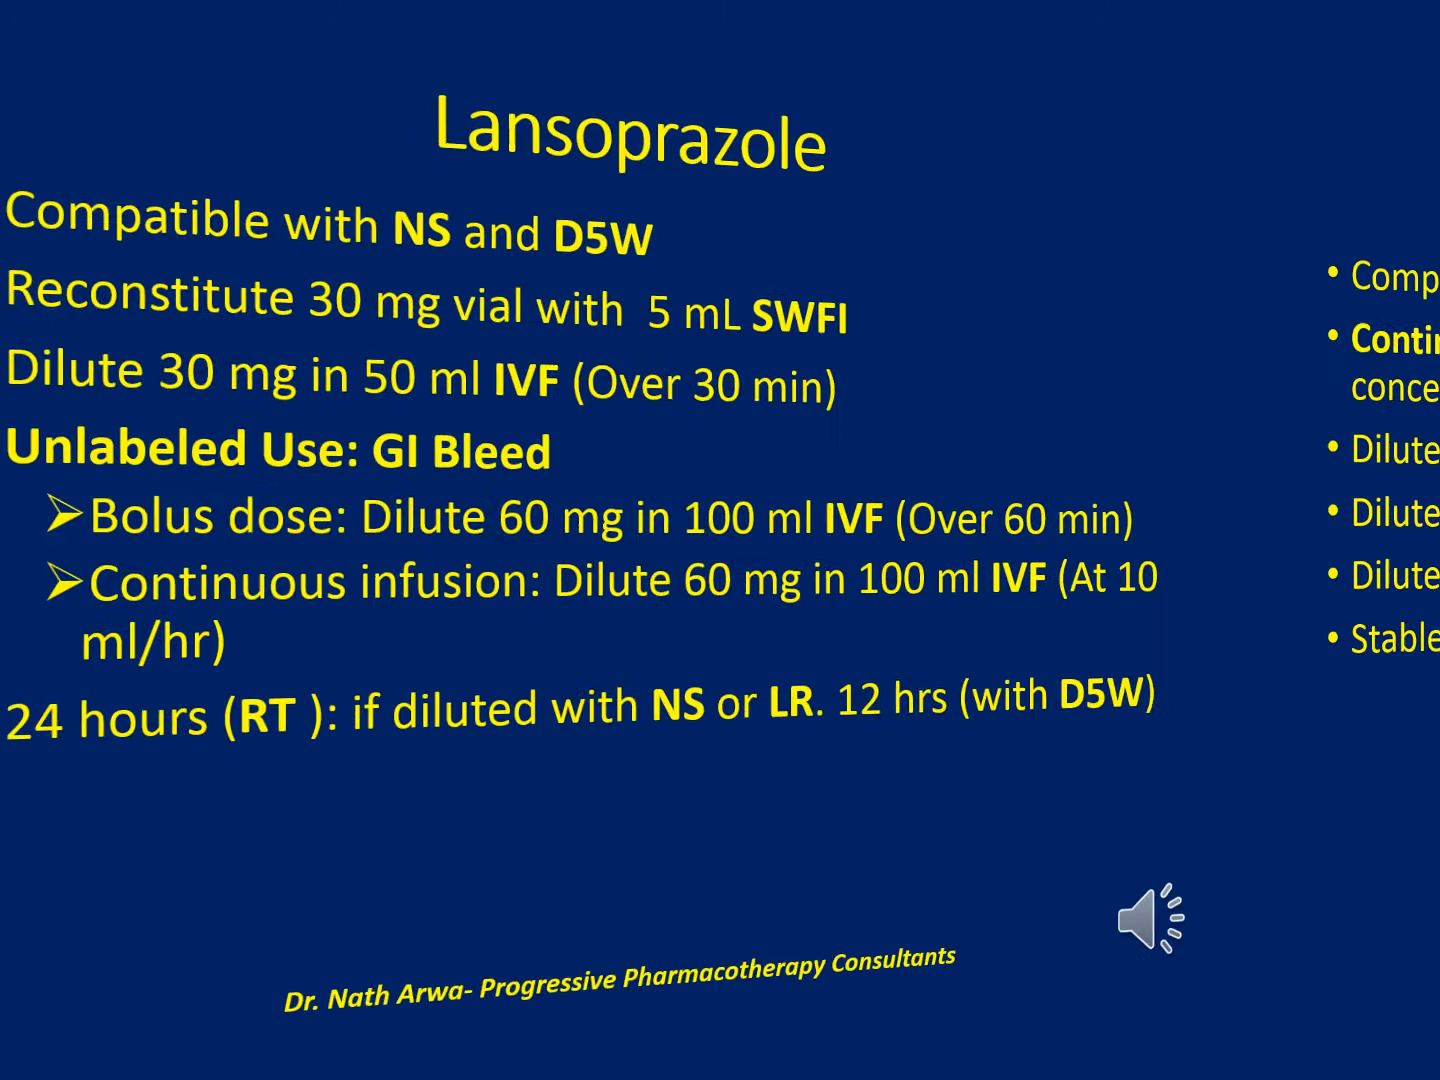 Lansoprazole
Compatible with NS and D5W
Reconstitute 30 mg vial with 5 mL SWFI
Dilute 30 mg in 50 ml IVF (Over 30 min)
Unlabeled Use: GI Bleed
➢Bolus dose: Dilute 60 mg in 100 ml IVF (Over 60 min)
➢Continuous infusion: Dilute 60 mg in 100 ml IVF (At 10
ml/hr)
24 hours (RT ): if diluted with NS or LR. 12 hrs (with D5W)
• Comp
• Contin
conce
• Dilute
• Dilute
• Dilute
• Stable
Dr. Nath Arwa- Progressive Pharmacotherapy Consultants